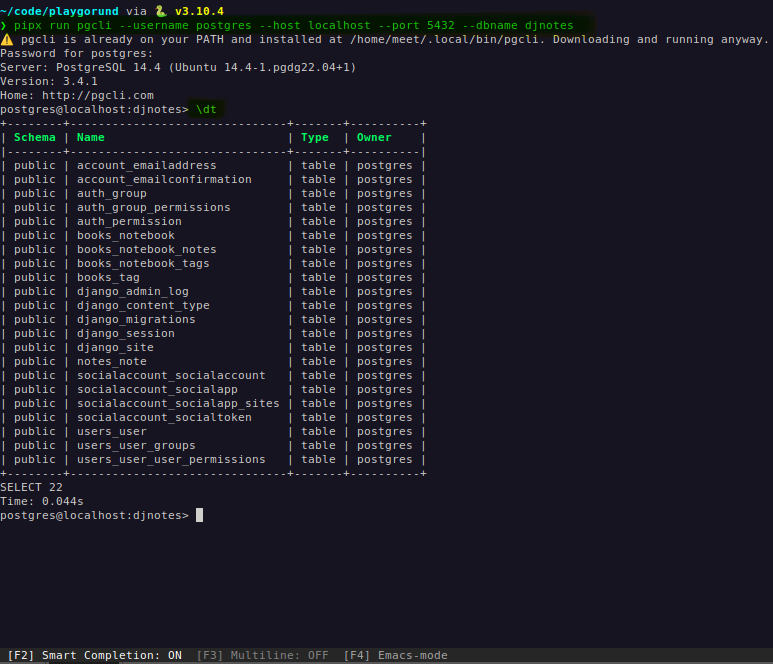 ~/code/playgorund via 🐍 v3.10.4
❯ pipx run pgcli --username postgres --host localhost --port 5432 --dbname djnotes
⚠️ pgcli is already on your PATH and installed at /home/meet/.local/bin/pgcli. Downloading and running anyway.
Password for postgres:
Server: PostgreSQL 14.4 (Ubuntu 14.4-1.pgdg22.04+1)
Version: 3.4.1
Home: http://pgcli.com
postgres@localhost:djnotes> \dt
+--------+-------------------------------+-------+----------+
| Schema | Name                          | Type  | Owner    |
|--------+-------------------------------+-------+----------|
| public | account_emailaddress          | table | postgres |
| public | account_emailconfirmation     | table | postgres |
| public | auth_group                    | table | postgres |
| public | auth_group_permissions        | table | postgres |
| public | auth_permission               | table | postgres |
| public | books_notebook                | table | postgres |
| public | books_notebook_notes          | table | postgres |
| public | books_notebook_tags           | table | postgres |
| public | books_tag                     | table | postgres |
| public | django_admin_log              | table | postgres |
| public | django_content_type           | table | postgres |
| public | django_migrations             | table | postgres |
| public | django_session                | table | postgres |
| public | django_site                   | table | postgres |
| public | notes_note                    | table | postgres |
| public | socialaccount_socialaccount   | table | postgres |
| public | socialaccount_socialapp       | table | postgres |
| public | socialaccount_socialapp_sites | table | postgres |
| public | socialaccount_socialtoken     | table | postgres |
| public | users_user                    | table | postgres |
| public | users_user_groups             | table | postgres |
| public | users_user_user_permissions   | table | postgres |
+--------+-------------------------------+-------+----------+
SELECT 22
Time: 0.044s
postgres@localhost:djnotes>
[F2] Smart Completion: ON  [F3] Multiline: OFF  [F4] Emacs-mode